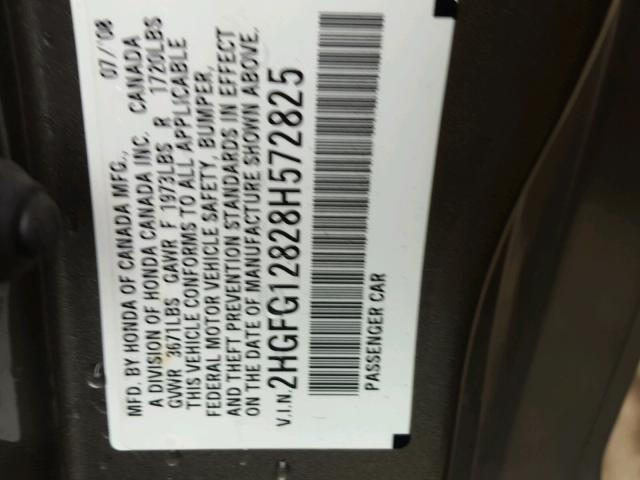 MFD. BY HONDA OF CANADA MFG., 07/'08
A DIVISION OF HONDA CANADA INC. CANADA
GVWR 3671LBS GAWR F 1973LBS R 1720LBS
THIS VEHICLE CONFORMS TO ALL APPLICABLE
FEDERAL MOTOR VEHICLE SAFETY, BUMPER,
AND THEFT PREVENTION STANDARDS IN EFFECT
ON THE DATE OF MANUFACTURE SHOWN ABOVE.
V.I.N. 2HGFG12828H572825
PASSENGER CAR